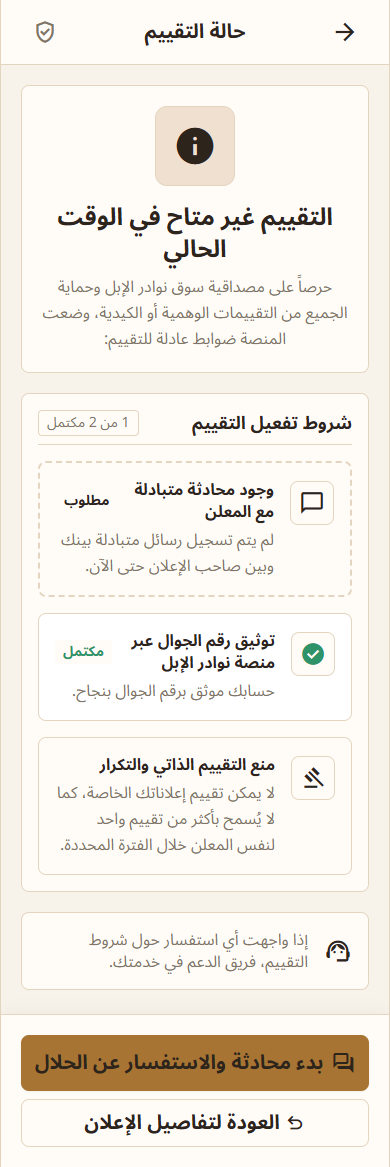 حالة التقييم
التقييم غير متاح في الوقت
الحالي
حرصاً على مصداقية سوق نوادر الإبل وحماية
الجميع من التقييمات الوهمية أو الكيدية، وضعت
المنصة ضوابط عادلة للتقييم:
شروط تفعيل التقييم
1 من 2 مكتمل
وجود محادثة متبادلة
مع المعلن
مطلوب
لم يتم تسجيل رسائل متبادلة بينك
وبين صاحب الإعلان حتى الآن.
توثيق رقم الجوال عبر
منصة نوادر الإبل
مكتمل
حسابك موثق برقم الجوال بنجاح.
منع التقييم الذاتي والتكرار
لا يمكن تقييم إعلاناتك الخاصة، كما
لا يُسمح بأكثر من تقييم واحد
لنفس المعلن خلال الفترة المحددة.
إذا واجهت أي استفسار حول شروط
التقييم، فريق الدعم في خدمتك.
بدء محادثة والاستفسار عن الحلال
العودة لتفاصيل الإعلان